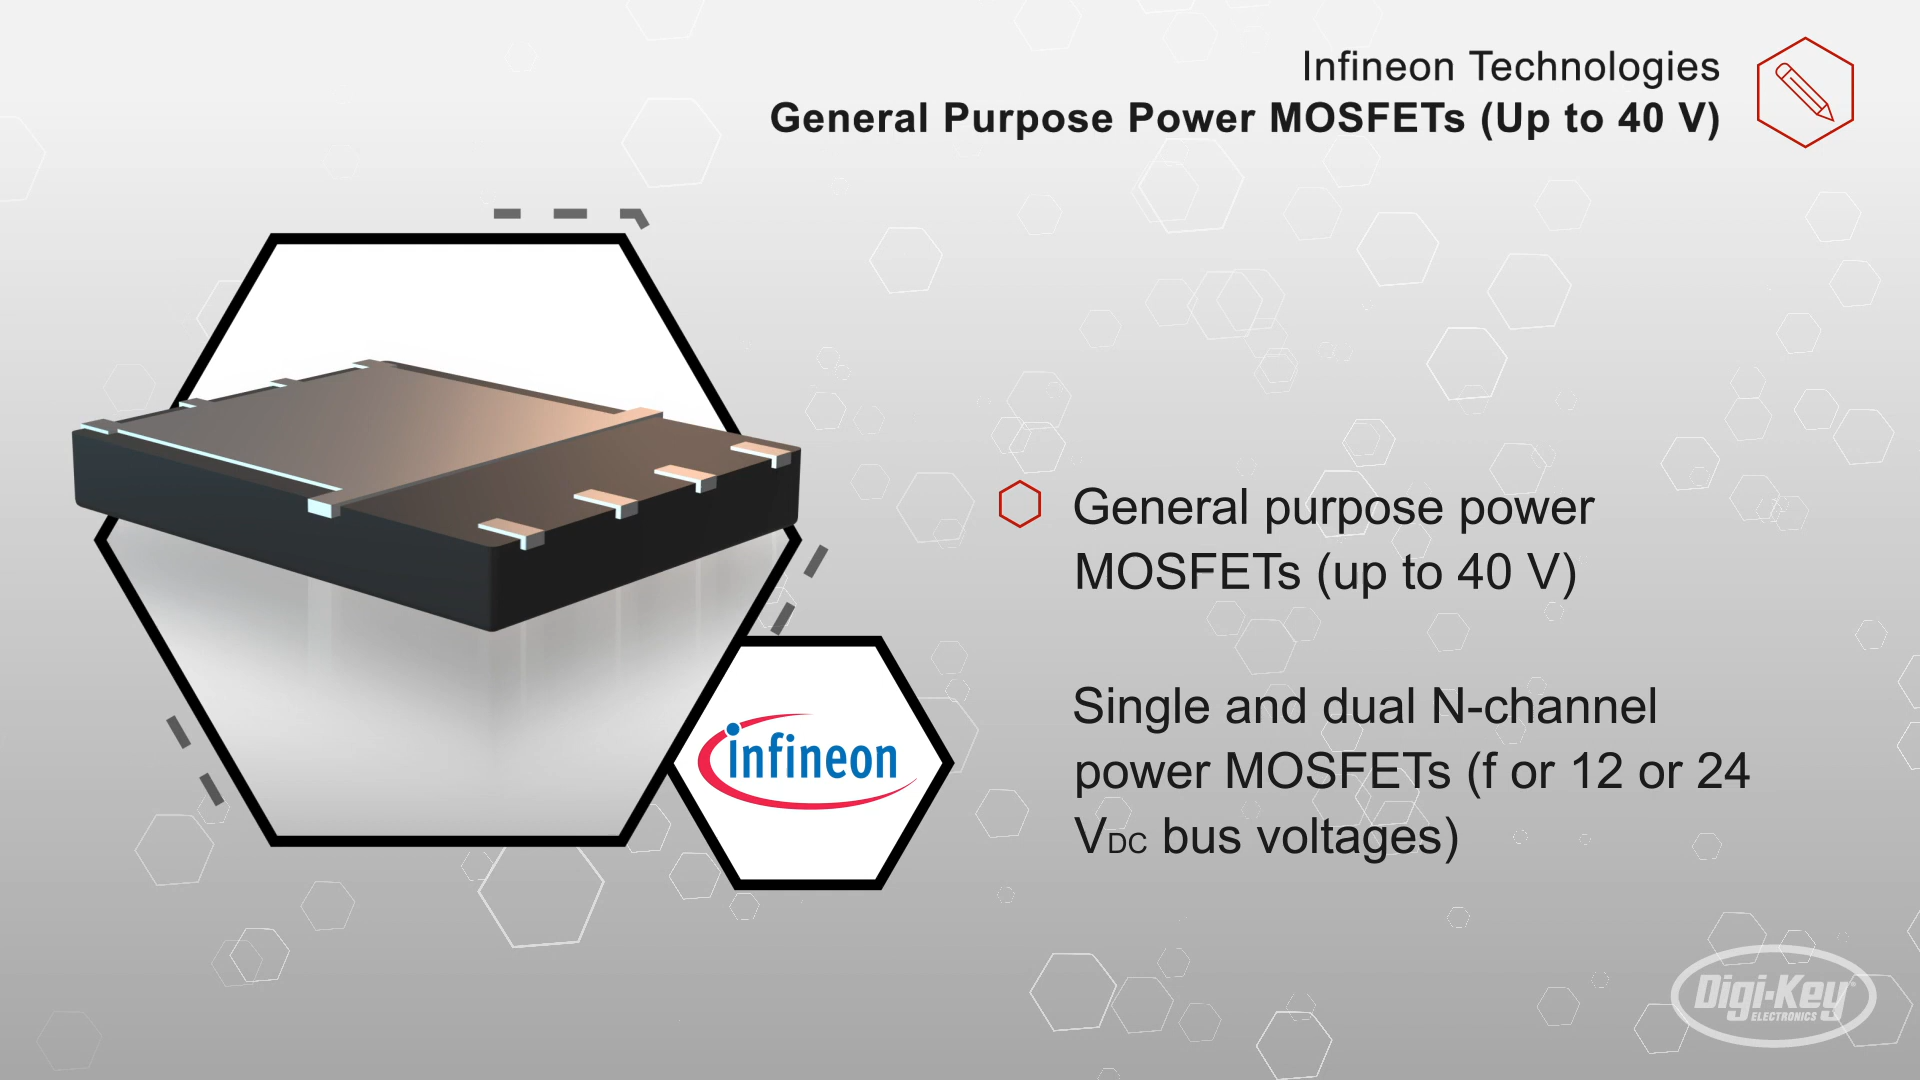 Infineon Technologies
General Purpose Power MOSFETs (Up to 40 V)
General purpose power
MOSFETs (up to 40 V)
Single and dual N-channel
power MOSFETs (f or 12 or 24
VDC bus voltages)
infineon
Digi-Key
ELECTRONICS